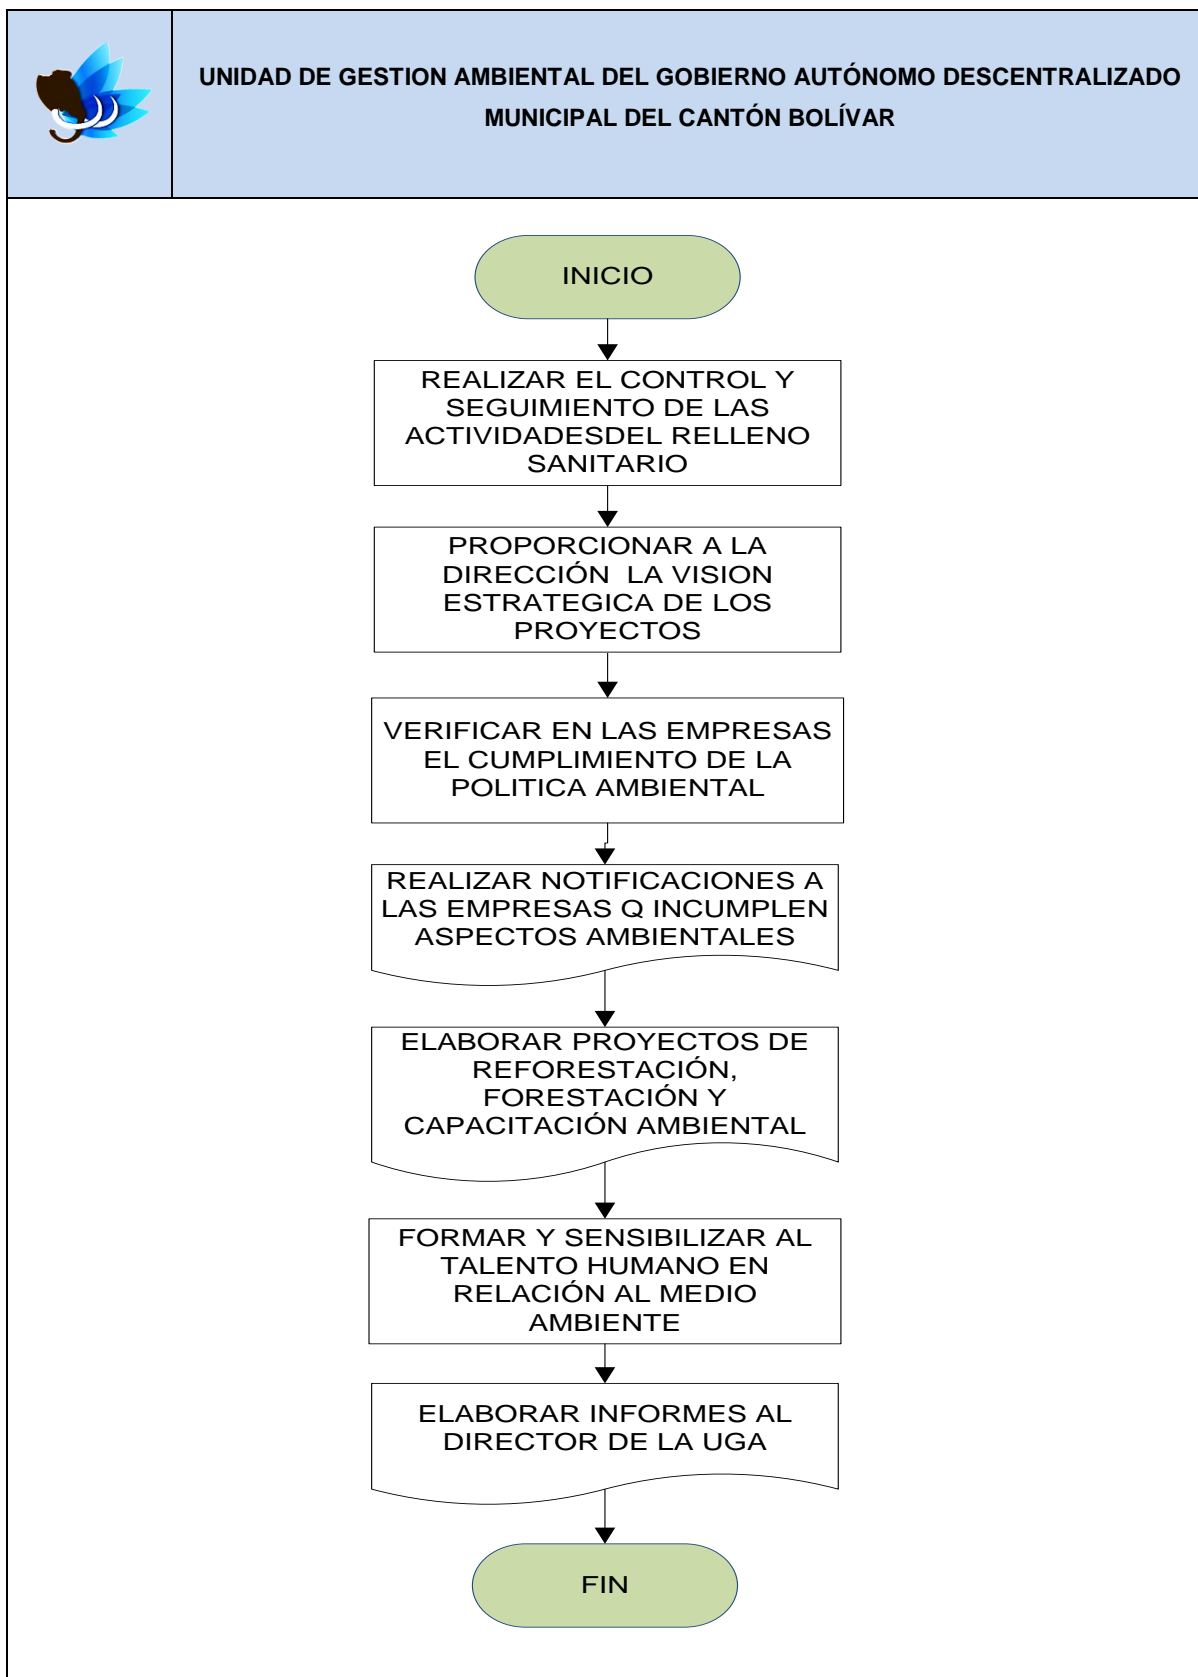 UNIDAD DE GESTION AMBIENTAL DEL GOBIERNO AUTÓNOMO DESCENTRALIZADO
MUNICIPAL DEL CANTÓN BOLÍVAR
INICIO
REALIZAR EL CONTROL Y
SEGUIMIENTO DE LAS
ACTIVIDADESDEL RELLENO
SANITARIO
PROPORCIONAR A LA
DIRECCIÓN LA VISION
ESTRATEGICA DE LOS
PROYECTOS
VERIFICAR EN LAS EMPRESAS
EL CUMPLIMIENTO DE LA
POLITICA AMBIENTAL
REALIZAR NOTIFICACIONES A
LAS EMPRESAS Q INCUMPLEN
ASPECTOS AMBIENTALES
ELABORAR PROYECTOS DE
REFORESTACIÓN,
FORESTACIÓN Y
CAPACITACIÓN AMBIENTAL
FORMAR Y SENSIBILIZAR AL
TALENTO HUMANO EN
RELACIÓN AL MEDIO
AMBIENTE
ELABORAR INFORMES AL
DIRECTOR DE LA UGA
FIN